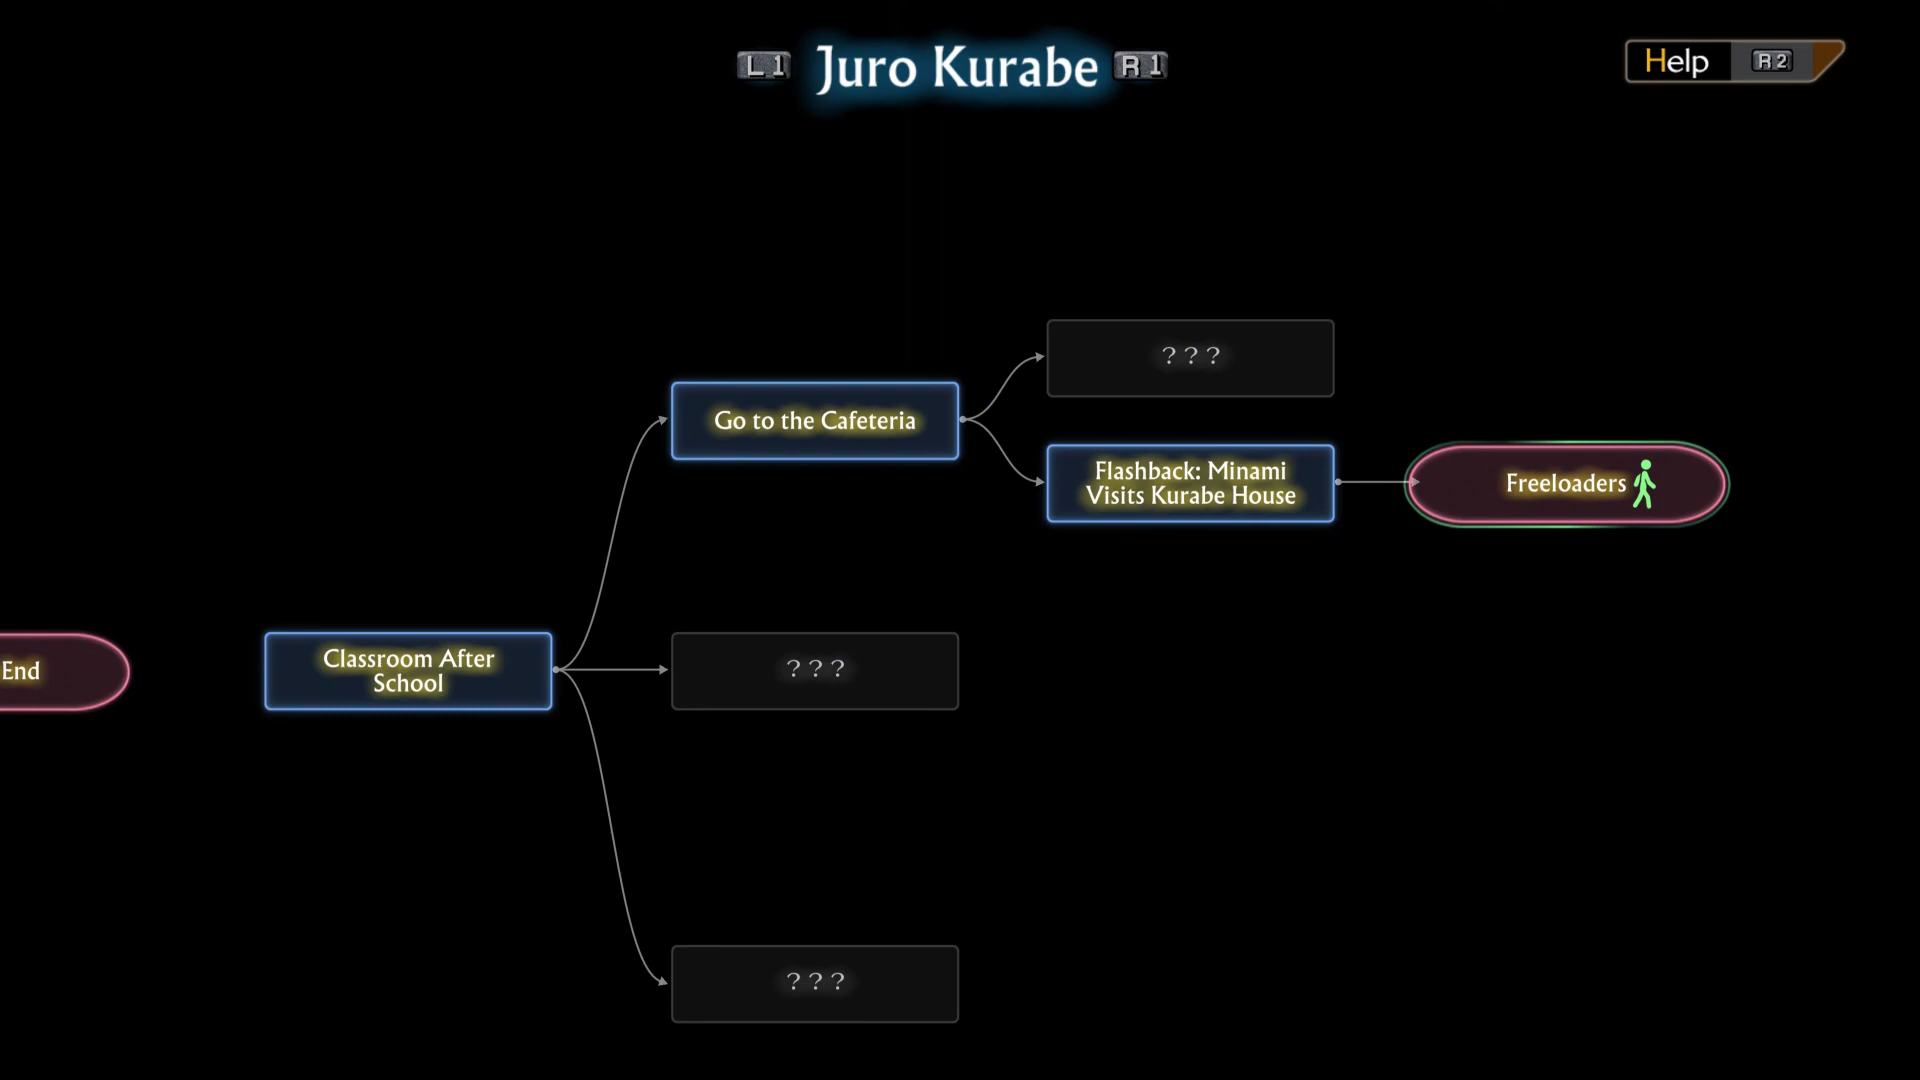 L1 Juro Kurabe R1
Help R2
? ? ?
Go to the Cafeteria
Flashback: Minami
Visits Kurabe House
Freeloaders
End
Classroom After
School
? ? ?
? ? ?